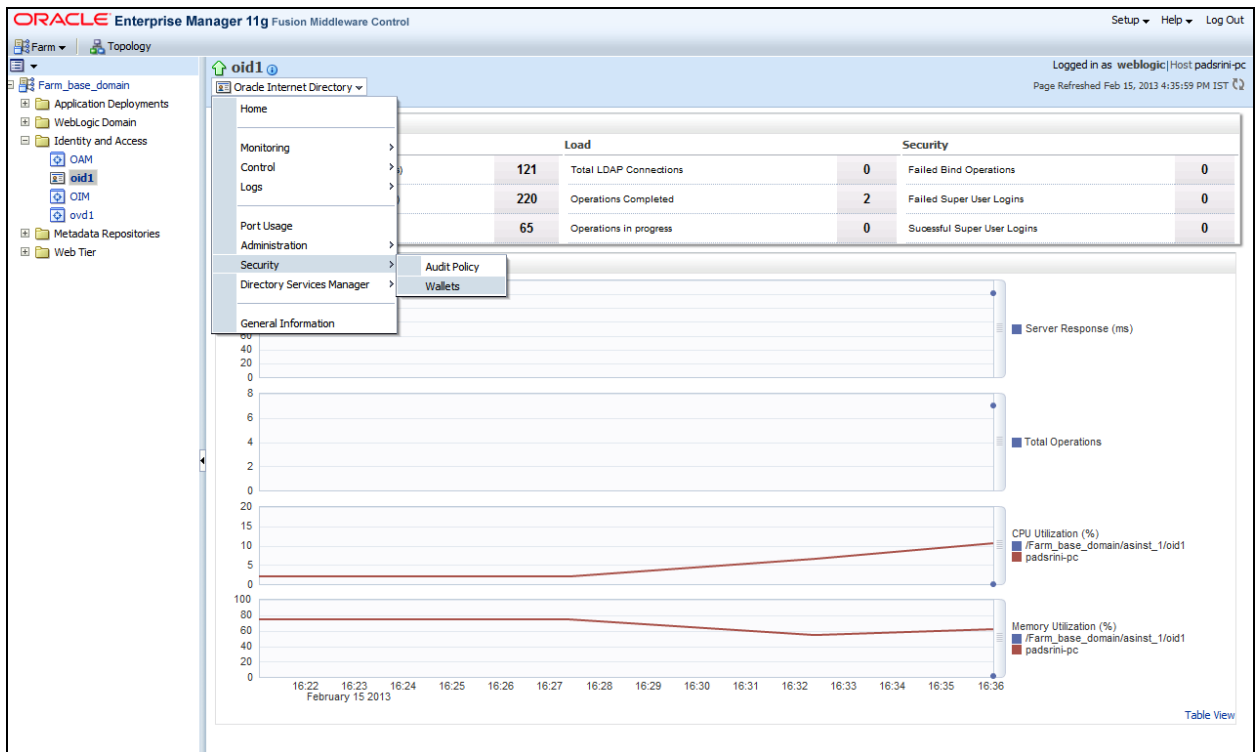 ORACLE Enterprise Manager 11g Fusion Middleware Control
Setup Help Log Out
Farm Topology
Farm_base_domain
Application Deployments
WebLogic Domain
Identity and Access
OAM
oid1
OIM
ovd1
Metadata Repositories
Web Tier
oid1
Oracle Internet Directory
Logged in as weblogic|Host padsrini-pc
Page Refreshed Feb 15, 2013 4:35:59 PM IST
Home
Monitoring
Control
Logs
Port Usage
Administration
Security
Directory Services Manager
General Information
Audit Policy
Wallets
Load Security
121 Total LDAP Connections 0 Failed Bind Operations 0
220 Operations Completed 2 Failed Super User Logins 0
65 Operations in progress 0 Sucessful Super User Logins 0
60
40
20
0
Server Response (ms)
8
6
4
2
0
Total Operations
20
15
10
5
0
CPU Utilization (%)
/Farm_base_domain/asinst_1/oid1
padsrini-pc
100
80
60
40
20
0
Memory Utilization (%)
/Farm_base_domain/asinst_1/oid1
padsrini-pc
16:22 16:23 16:24 16:25 16:26 16:27 16:28 16:29 16:30 16:31 16:32 16:33 16:34 16:35 16:36
February 15 2013
Table View